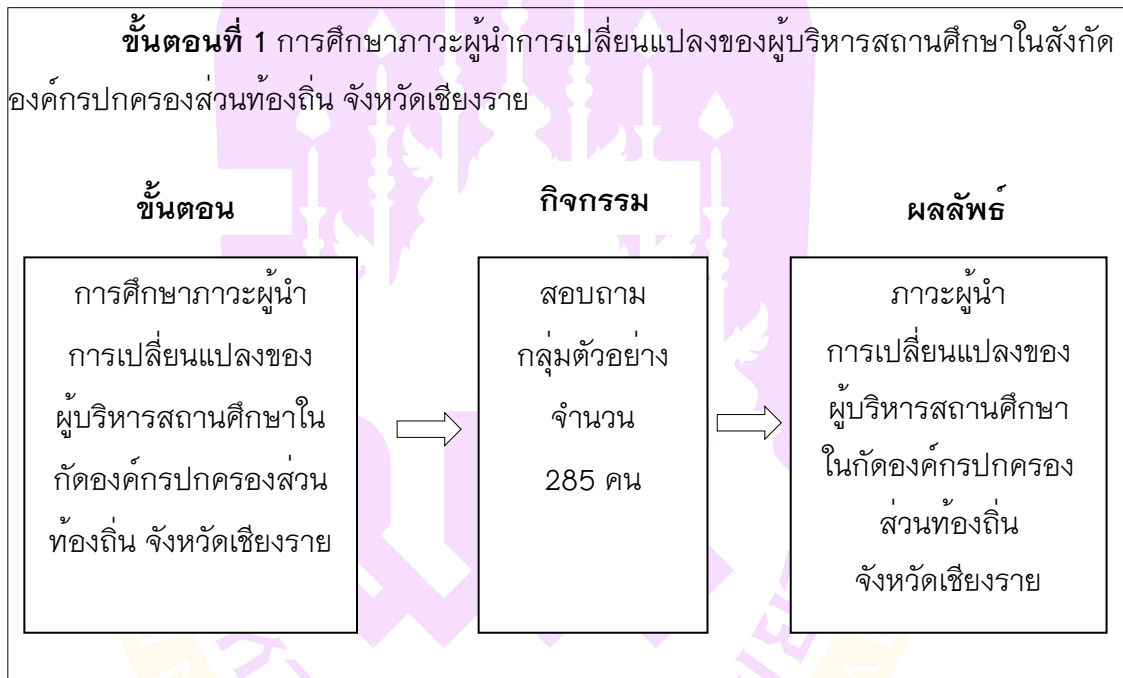 ขั้นตอนที่ 1 การศึกษาภาวะผู้นำการเปลี่ยนแปลงของผู้บริหารสถานศึกษาในสังกัด
องค์กรปกครองส่วนท้องถิ่น จังหวัดเชียงราย
ขั้นตอน
กิจกรรม
ผลลัพธ์
การศึกษาภาวะผู้นำ
การเปลี่ยนแปลงของ
ผู้บริหารสถานศึกษาใน
กัดองค์กรปกครองส่วน
ท้องถิ่น จังหวัดเชียงราย
สอบถาม
กลุ่มตัวอย่าง
จำนวน
285 คน
ภาวะผู้นำ
การเปลี่ยนแปลงของ
ผู้บริหารสถานศึกษา
ในกัดองค์กรปกครอง
ส่วนท้องถิ่น
จังหวัดเชียงราย